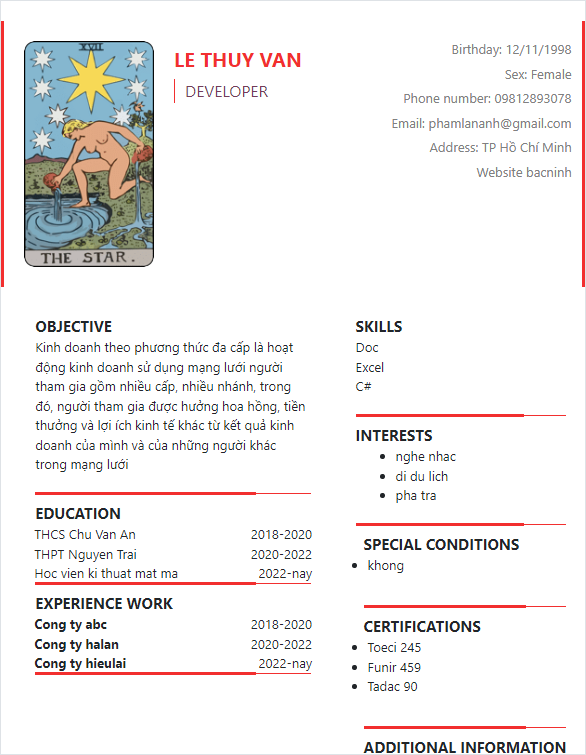 XVII
THE STAR.
LE THUY VAN
DEVELOPER
Birthday: 12/11/1998
Sex: Female
Phone number: 09812893078
Email: phamlananh@gmail.com
Address: TP Hồ Chí Minh
Website bacninh
OBJECTIVE
Kinh doanh theo phương thức đa cấp là hoạt
động kinh doanh sử dụng mạng lưới người
tham gia gồm nhiều cấp, nhiều nhánh, trong
đó, người tham gia được hưởng hoa hồng, tiền
thưởng và lợi ích kinh tế khác từ kết quả kinh
doanh của mình và của những người khác
trong mạng lưới
EDUCATION
THCS Chu Van An 2018-2020
THPT Nguyen Trai 2020-2022
Hoc vien ki thuat mat ma 2022-nay
EXPERIENCE WORK
Cong ty abc 2018-2020
Cong ty halan 2020-2022
Cong ty hieulai 2022-nay
SKILLS
Doc
Excel
C#
INTERESTS
nghe nhac
di du lich
pha tra
SPECIAL CONDITIONS
khong
CERTIFICATIONS
Toeci 245
Funir 459
Tadac 90
ADDITIONAL INFORMATION